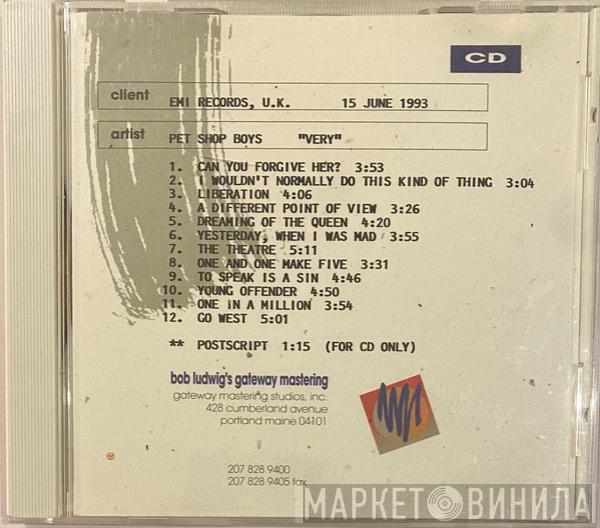 CD
client EMI RECORDS, U.K. 15 JUNE 1993
artist PET SHOP BOYS "VERY"
1. CAN YOU FORGIVE HER? 3:53
2. I WOULDN'T NORMALLY DO THIS KIND OF THING 3:04
3. LIBERATION 4:06
4. A DIFFERENT POINT OF VIEW 3:26
5. DREAMING OF THE QUEEN 4:20
6. YESTERDAY, WHEN I WAS MAD 3:55
7. THE THEATRE 5:11
8. ONE AND ONE MAKE FIVE 3:31
9. TO SPEAK IS A SIN 4:46
10. YOUNG OFFENDER 4:50
11. ONE IN A MILLION 3:54
12. GO WEST 5:01
** POSTSCRIPT 1:15 (FOR CD ONLY)
bob ludwig's gateway mastering
gateway mastering studios, inc.
428 cumberland avenue
portland maine 04101
207 828 9400
207 828 9405 fax
МАРКЕТ ВИНИЛА